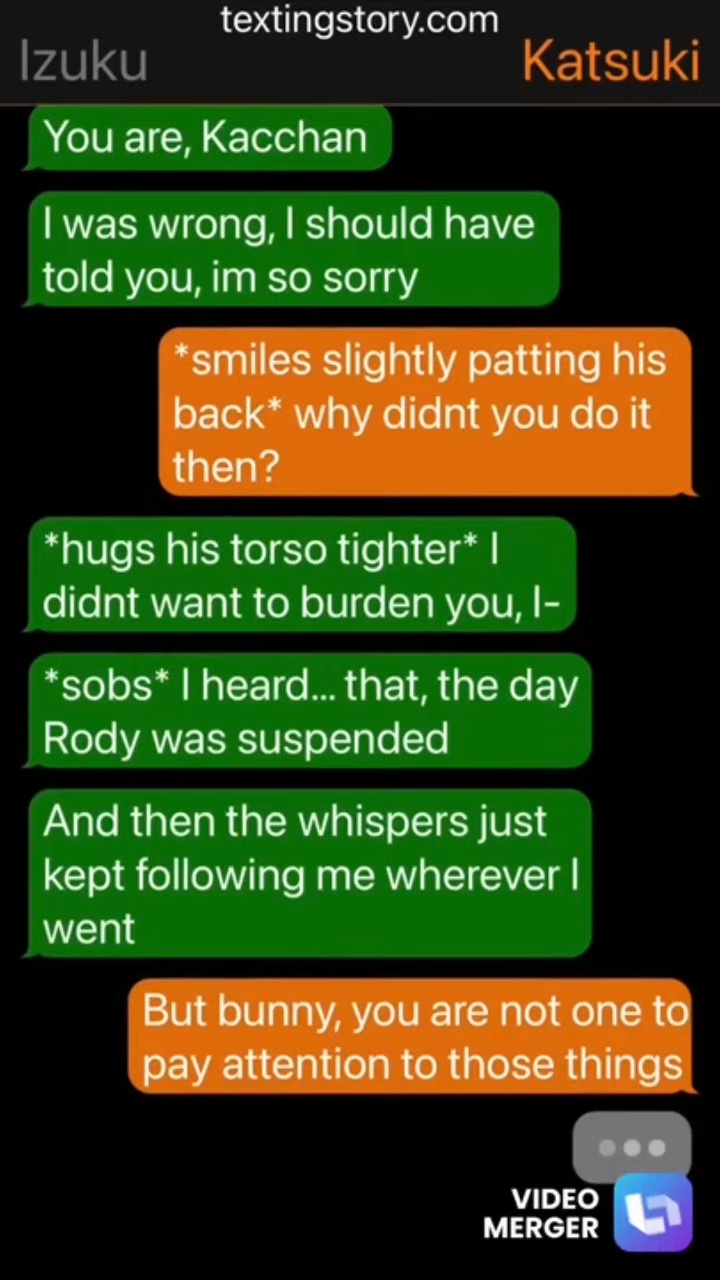 textingstory.com
Izuku
Katsuki
You are, Kacchan
I was wrong, I should have
told you, im so sorry
*smiles slightly patting his
back* why didnt you do it
then?
*hugs his torso tighter* I
didnt want to burden you, I-
*sobs* I heard... that, the day
Rody was suspended
And then the whispers just
kept following me wherever I
went
But bunny, you are not one to
pay attention to those things
VIDEO
MERGER